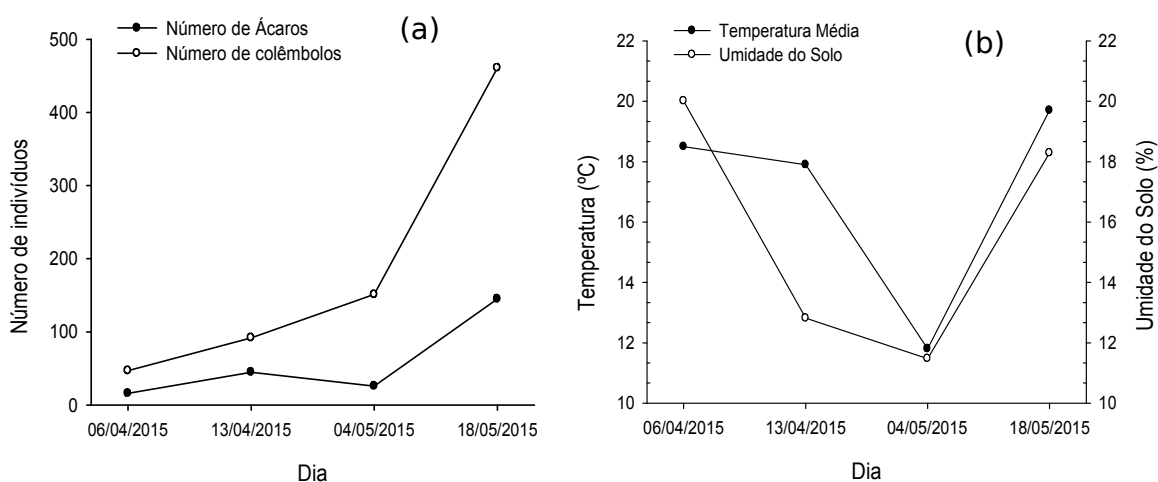 Número de Ácaros
Número de colêmbolos
(a)
500
400
300
200
100
0
Número de indivíduos
06/04/2015 13/04/2015 04/05/2015 18/05/2015
Dia
Temperatura Média
Umidade do Solo
(b)
22
20
18
16
14
12
10
Temperatura (ºC)
22
20
18
16
14
12
10
Umidade do Solo (%)
06/04/2015 13/04/2015 04/05/2015 18/05/2015
Dia